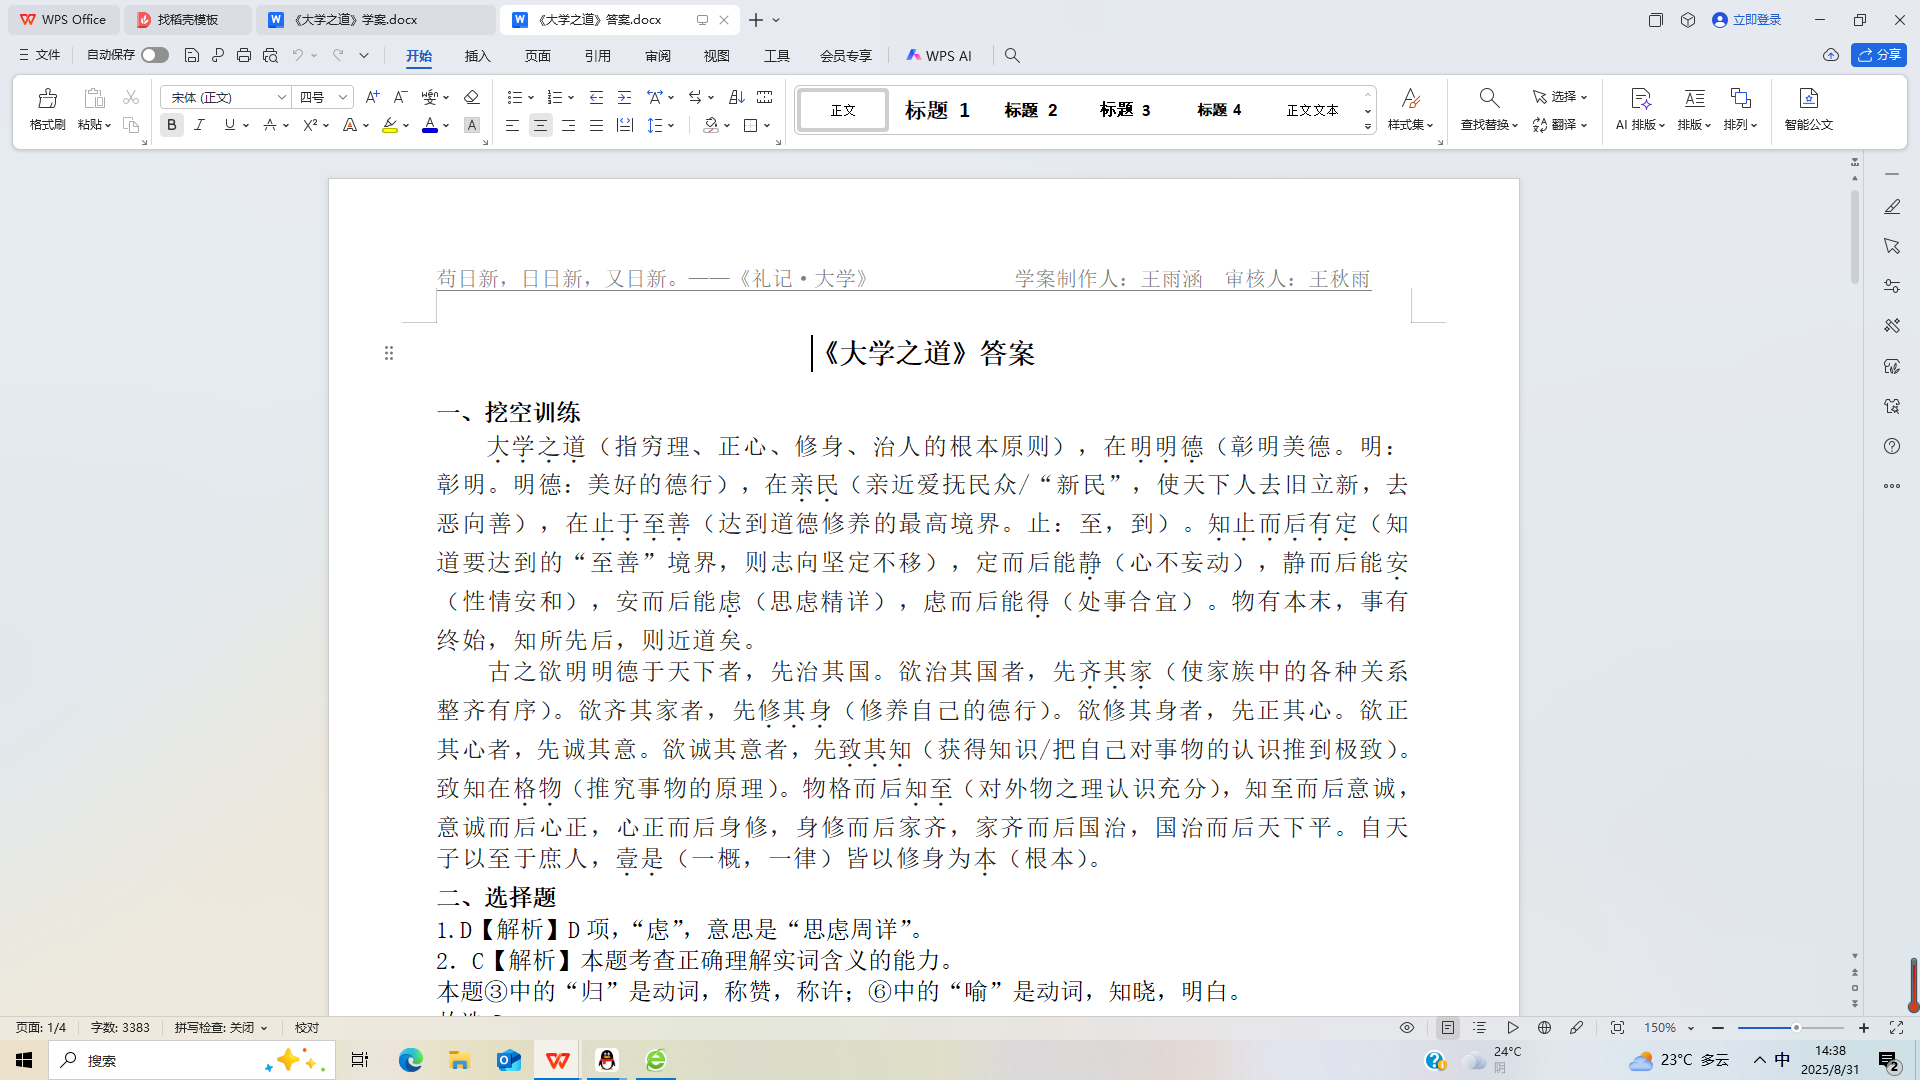 WPS Office
找稻壳模板
《大学之道》学案.docx
《大学之道》答案.docx
立即登录
文件
自动保存
开始
插入
页面
引用
审阅
视图
工具
会员专享
WPS AI
分享
格式刷
粘贴
宋体 (正文)
四号
正文
标题 1
标题 2
标题 3
标题 4
正文文本
样式集
查找替换
选择
翻译
AI 排版
排版
排列
智能公文
苟日新，日日新，又日新。——《礼记·大学》 学案制作人：王雨涵 审核人：王秋雨
《大学之道》答案
一、挖空训练
大学之道（指穷理、正心、修身、治人的根本原则），在明明德（彰明美德。明：
彰明。明德：美好的德行），在亲民（亲近爱抚民众/“新民”，使天下人去旧立新，去
恶向善），在止于至善（达到道德修养的最高境界。止：至，到）。知止而后有定（知
道要达到的“至善”境界，则志向坚定不移），定而后能静（心不妄动），静而后能安
（性情安和），安而后能虑（思虑精详），虑而后能得（处事合宜）。物有本末，事有
终始，知所先后，则近道矣。
古之欲明明德于天下者，先治其国。欲治其国者，先齐其家（使家族中的各种关系
整齐有序）。欲齐其家者，先修其身（修养自己的德行）。欲修其身者，先正其心。欲正
其心者，先诚其意。欲诚其意者，先致其知（获得知识/把自己对事物的认识推到极致）。
致知在格物（推究事物的原理）。物格而后知至（对外物之理认识充分），知至而后意诚，
意诚而后心正，心正而后身修，身修而后家齐，家齐而后国治，国治而后天下平。自天
子以至于庶人，壹是（一概，一律）皆以修身为本（根本）。
二、选择题
1.D【解析】D 项，“虑”，意思是“思虑周详”。
2．C【解析】本题考查正确理解实词含义的能力。
本题③中的“归”是动词，称赞，称许；⑥中的“喻”是动词，知晓，明白。
页面: 1/4
字数: 3383
拼写检查: 关闭
校对
150%
搜索
24°C
阴
23°C 多云
中
14:38
2025/8/31
2